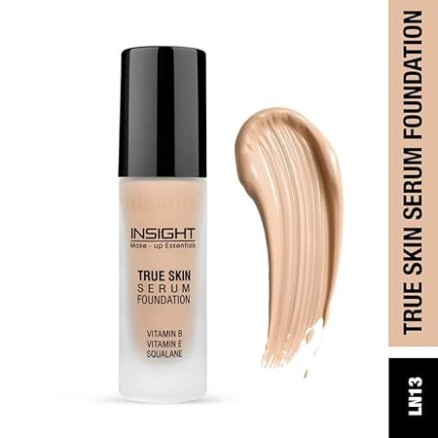 INSIGHT
Make - up Essentials
TRUE SKIN
SERUM
FOUNDATION
VITAMIN B
VITAMIN E
SQUALANE
TRUE SKIN SERUM FOUNDATION
LN13